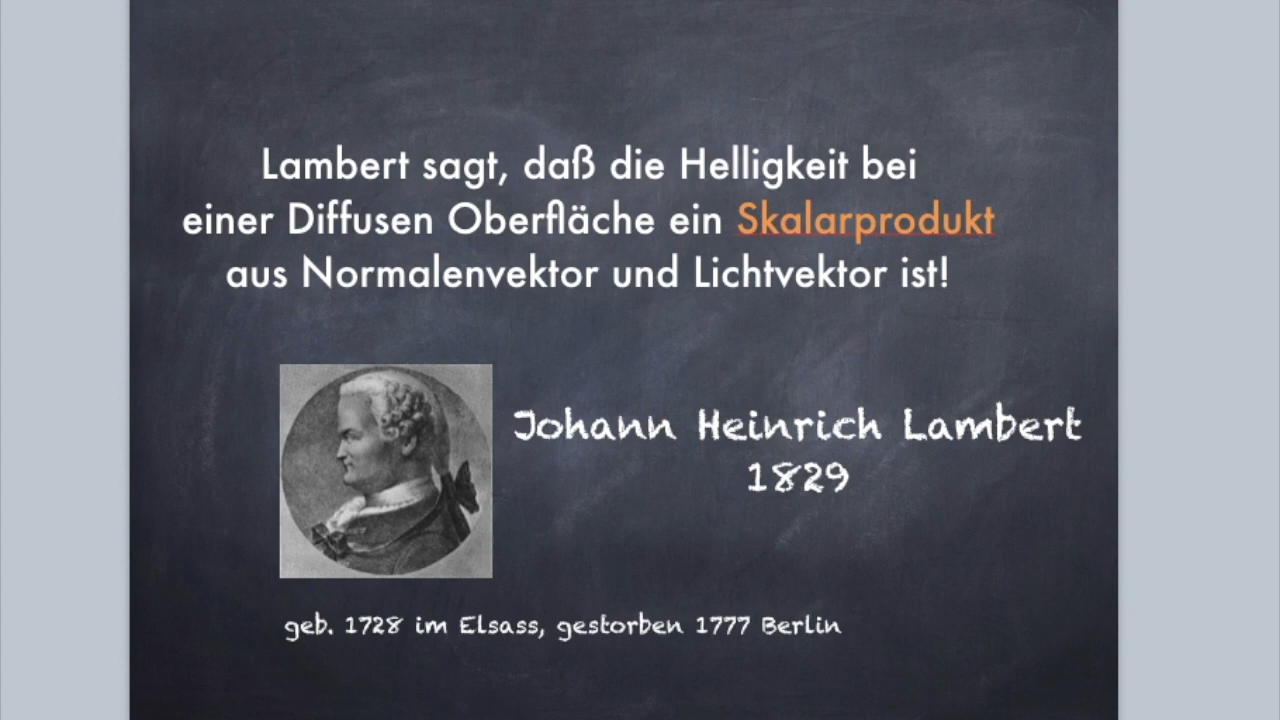 Lambert sagt, daß die Helligkeit bei
einer Diffusen Oberfläche ein Skalarprodukt
aus Normalenvektor und Lichtvektor ist!
Johann Heinrich Lambert
1829
geb. 1728 im Elsass, gestorben 1777 Berlin